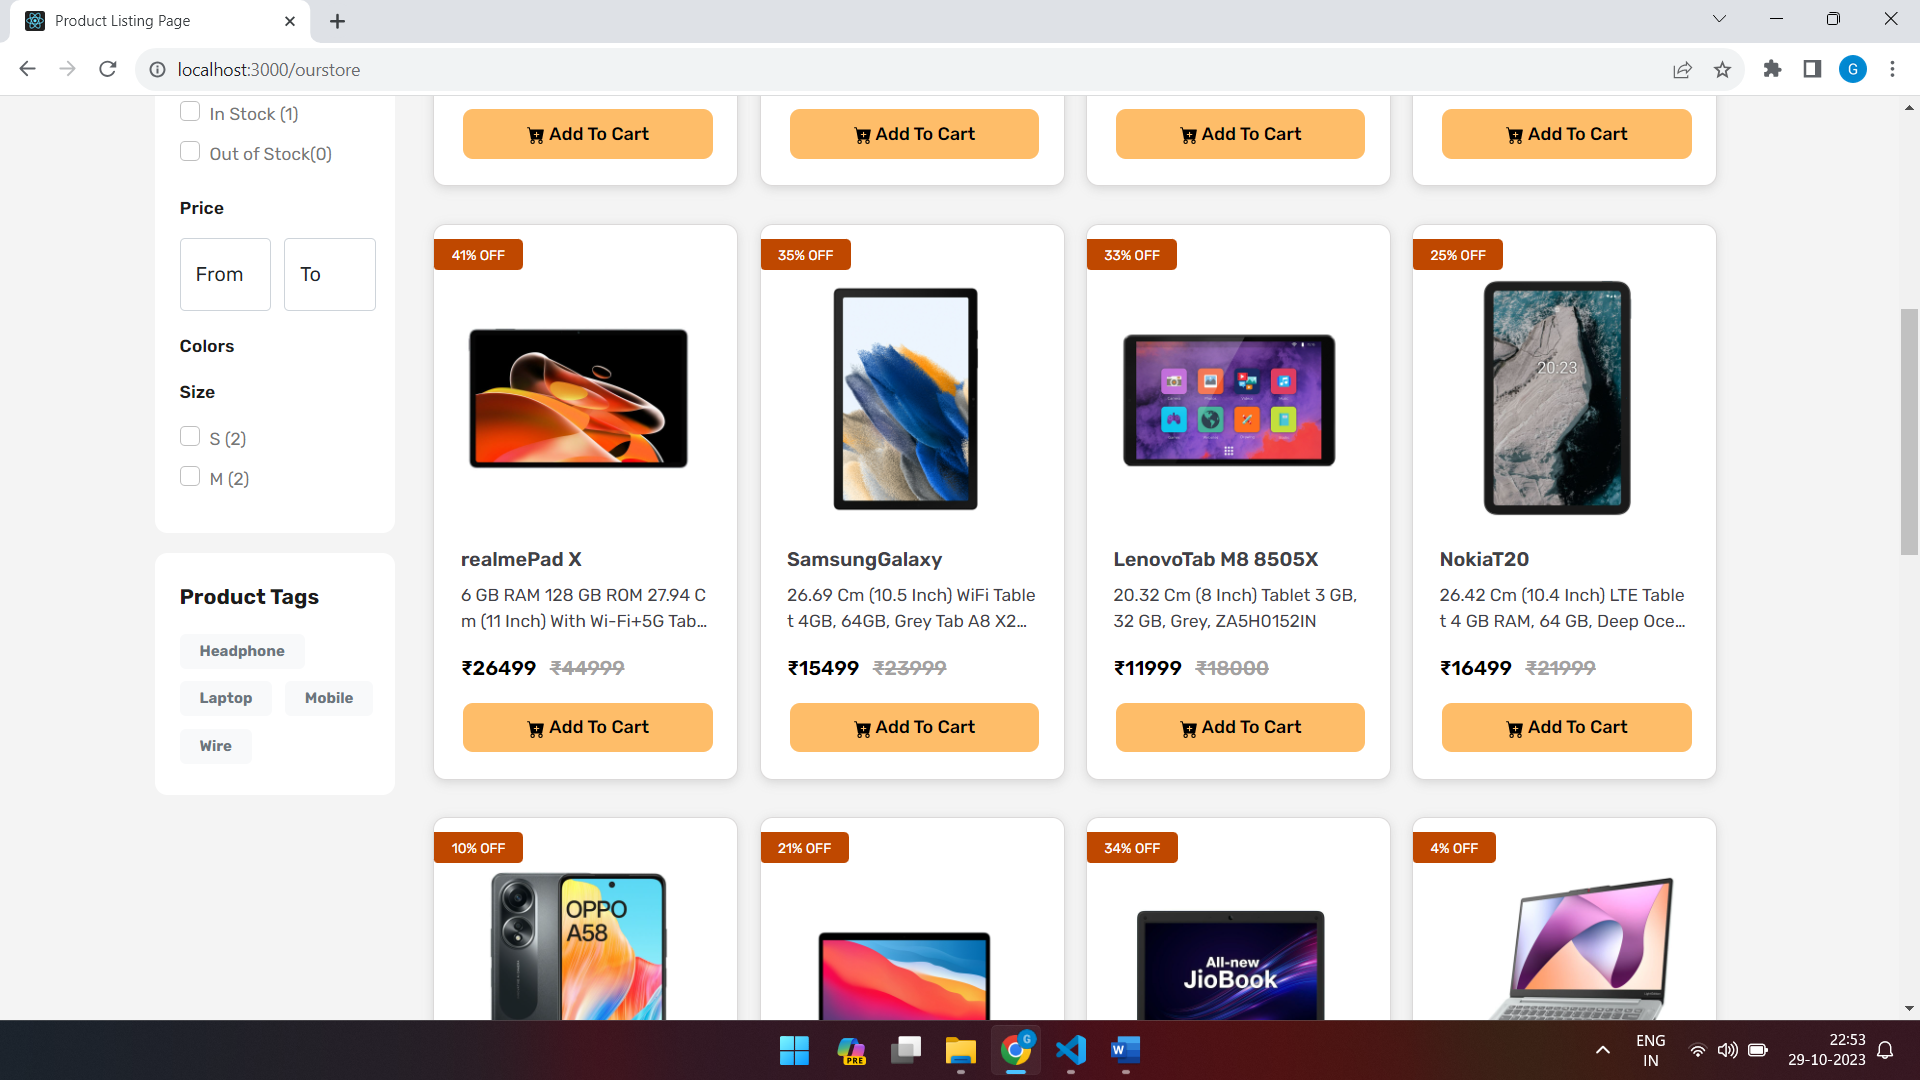 Product Listing Page
localhost:3000/ourstore
G
In Stock (1)
Out of Stock(0)
Price
From
To
Colors
Size
S (2)
M (2)
Product Tags
Headphone
Laptop
Mobile
Wire
Add To Cart
Add To Cart
Add To Cart
Add To Cart
41% OFF
realmePad X
6 GB RAM 128 GB ROM 27.94 C
m (11 Inch) With Wi-Fi+5G Tab...
₹26499 ₹44999
Add To Cart
35% OFF
SamsungGalaxy
26.69 Cm (10.5 Inch) WiFi Table
t 4GB, 64GB, Grey Tab A8 X2...
₹15499 ₹23999
Add To Cart
33% OFF
LenovoTab M8 8505X
20.32 Cm (8 Inch) Tablet 3 GB,
32 GB, Grey, ZA5H0152IN
₹11999 ₹18000
Add To Cart
25% OFF
20:23
NokiaT20
26.42 Cm (10.4 Inch) LTE Table
t 4 GB RAM, 64 GB, Deep Oce...
₹16499 ₹21999
Add To Cart
10% OFF
OPPO
A58
21% OFF
34% OFF
All-new
JioBook
4% OFF
PRE
G
W
ENG
IN
22:53
29-10-2023